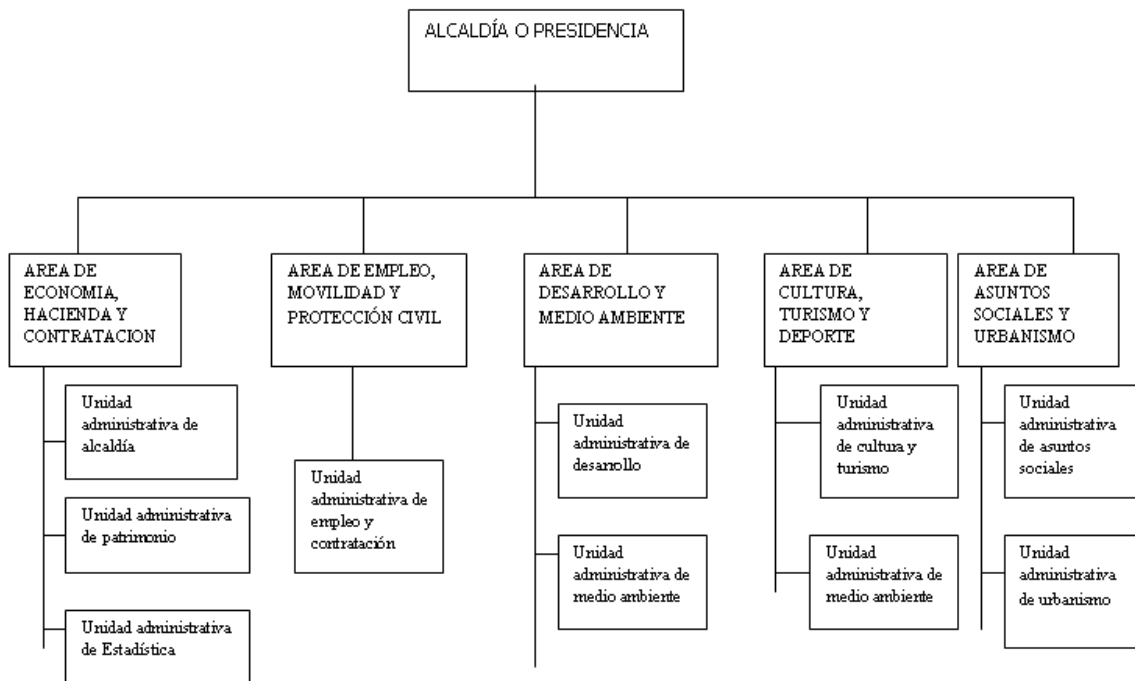 ALCALDÍA O PRESIDENCIA
AREA DE
ECONOMIA,
HACIENDA Y
CONTRATACION
AREA DE EMPLEO,
MOVILIDAD Y
PROTECCIÓN CIVIL
AREA DE
DESARROLLO Y
MEDIO AMBIENTE
AREA DE
CULTURA,
TURISMO Y
DEPORTE
AREA DE
ASUNTOS
SOCIALES Y
URBANISMO
Unidad
administrativa de
alcaldía
Unidad administrativa
de patrimonio
Unidad administrativa
de Estadística
Unidad
administrativa de
empleo y
contratación
Unidad
administrativa de
desarrollo
Unidad
administrativa de
medio ambiente
Unidad
administrativa
de cultura y
turismo
Unidad
administrativa de
medio ambiente
Unidad
administrativa
de asuntos
sociales
Unidad
administrativa
de urbanismo